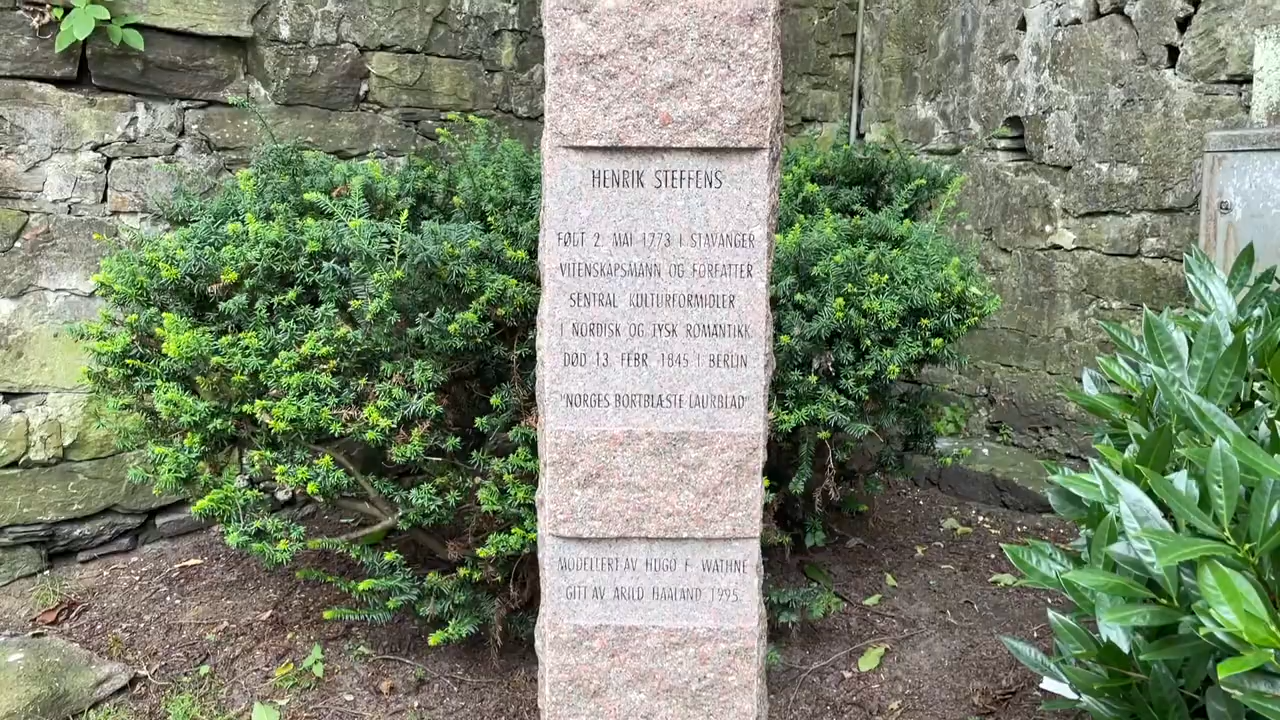 HENRIK STEFFENS
FØDT 2. MAI 1773 I STAVANGER
VITENSKAPSMANN OG FORFATTER
SENTRAL KULTURFORMIDLER
I NORDISK OG TYSK ROMANTIKK
DØD 13. FEBR 1845 I BERLIN
"NORGES BORTBLÆSTE LAURBLAD"
MODELLERT AV HUGO F. WATHNE
GITT AV ARILD HAALAND 1995